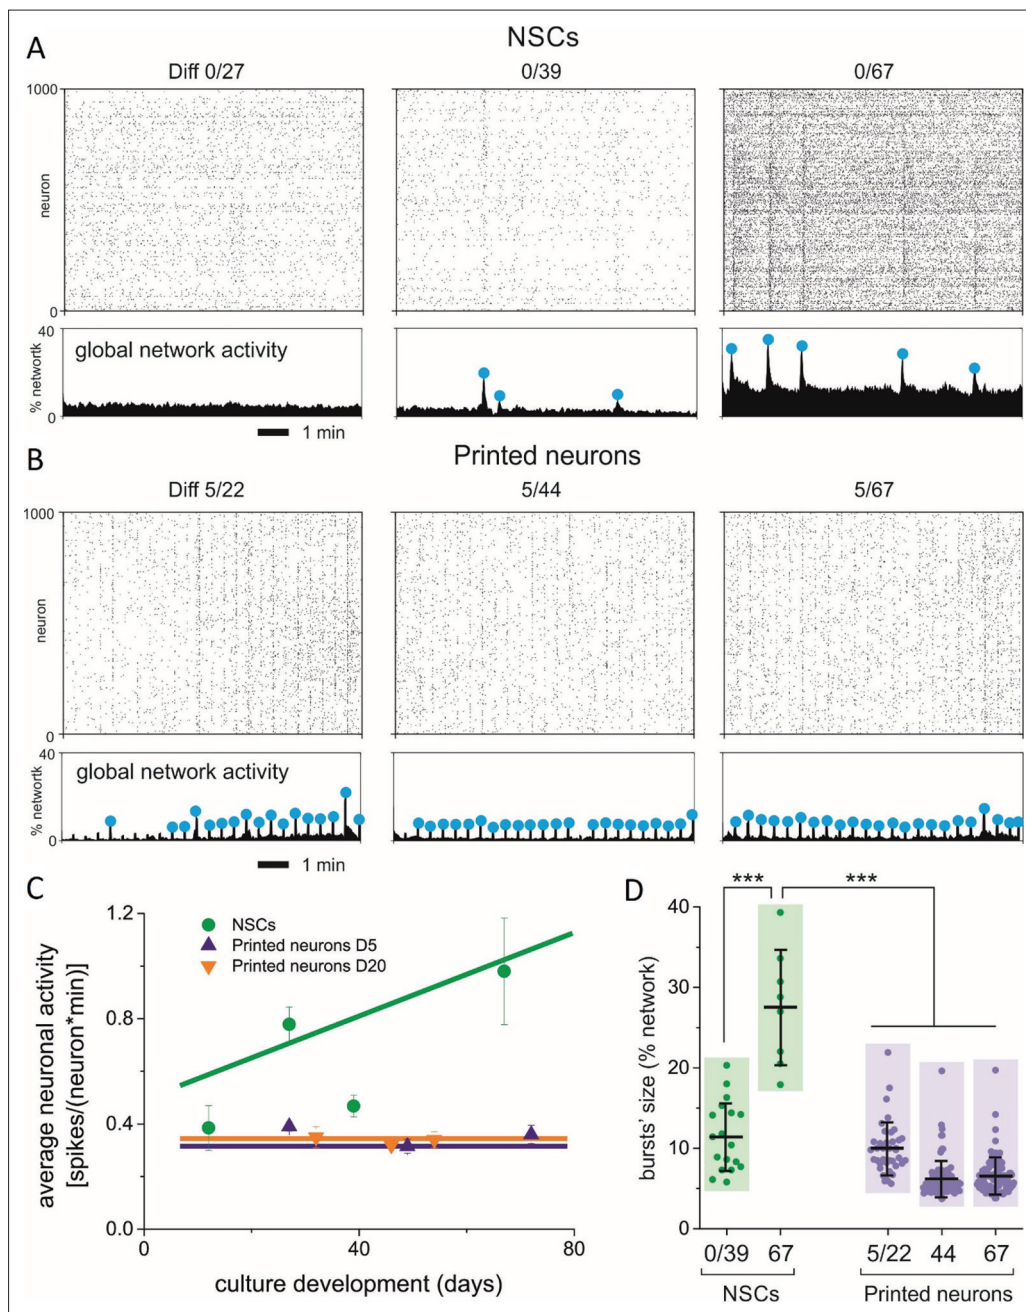 A
NSCs
Diff 0/27
0/39
0/67
1000
neuron
0
40
global network activity
% networtk
0
1 min
B
Printed neurons
Diff 5/22
5/44
5/67
1000
neuron
0
40
global network activity
% networtk
0
1 min
C
1.2
0.8
0.4
0.0
0
40
80
average neuronal activity
[spikes/(neuron*min)]
NSCs
Printed neurons D5
Printed neurons D20
culture development (days)
D
***
***
40
30
20
10
0
bursts' size (% network)
0/39
67
5/22
44
67
NSCs
Printed neurons